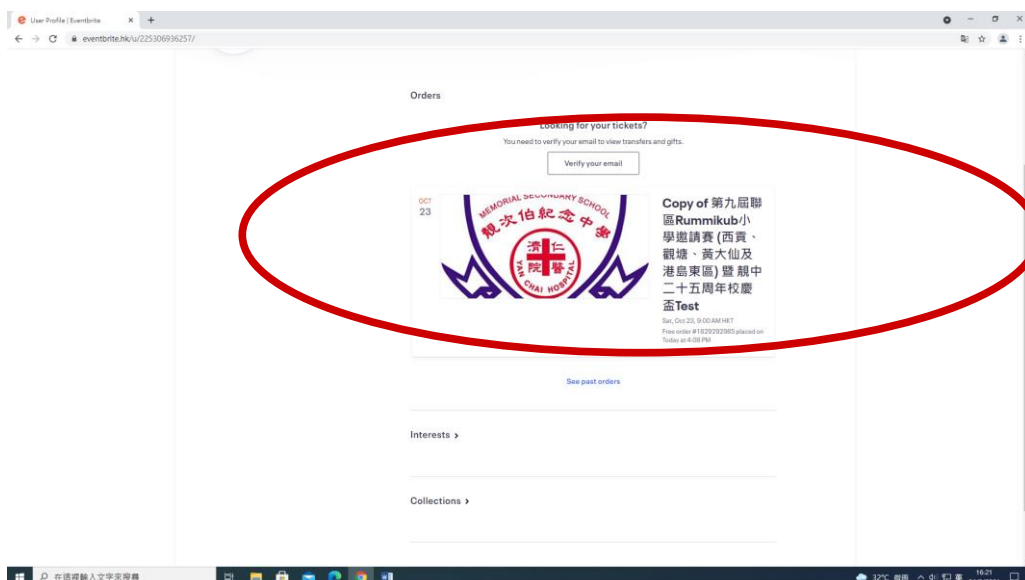 User Profile | Eventbrite
eventbrite.hk/u/225306936257/
Orders
Looking for your tickets?
You need to verify your email to view transfers and gifts.
Verify your email
OCT
23
MEMORIAL SECONDARY SCHOOL
靚次伯紀念中學
濟仁
院醫
YAN CHAI HOSPITAL
Copy of 第九屆聯
區Rummikub小
學邀請賽 (西貢、
觀塘、黃大仙及
港島東區) 暨 靚中
二十五周年校慶
盃Test
Sat, Oct 23, 9:00 AM HKT
Free order #1829292985 placed on
Today at 4:08 PM
See past orders
Interests
Collections
在這裡輸入文字來搜尋
32°C
英
16:21